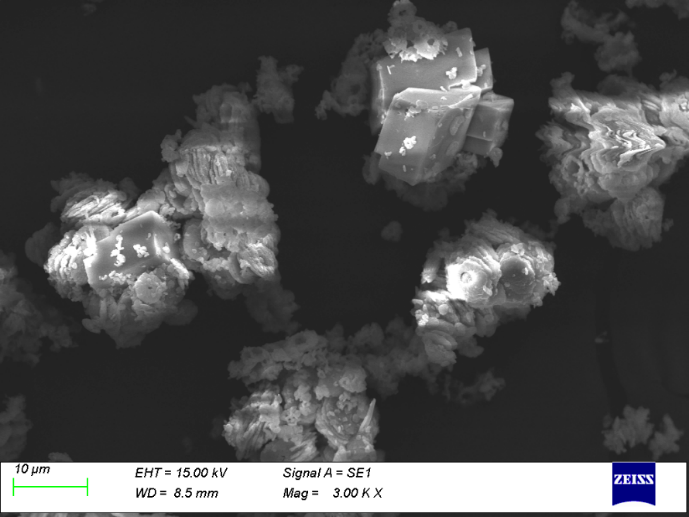 10 µm
EHT = 15.00 kV
Signal A = SE1
ZEISS
WD = 8.5 mm
Mag = 3.00 K X